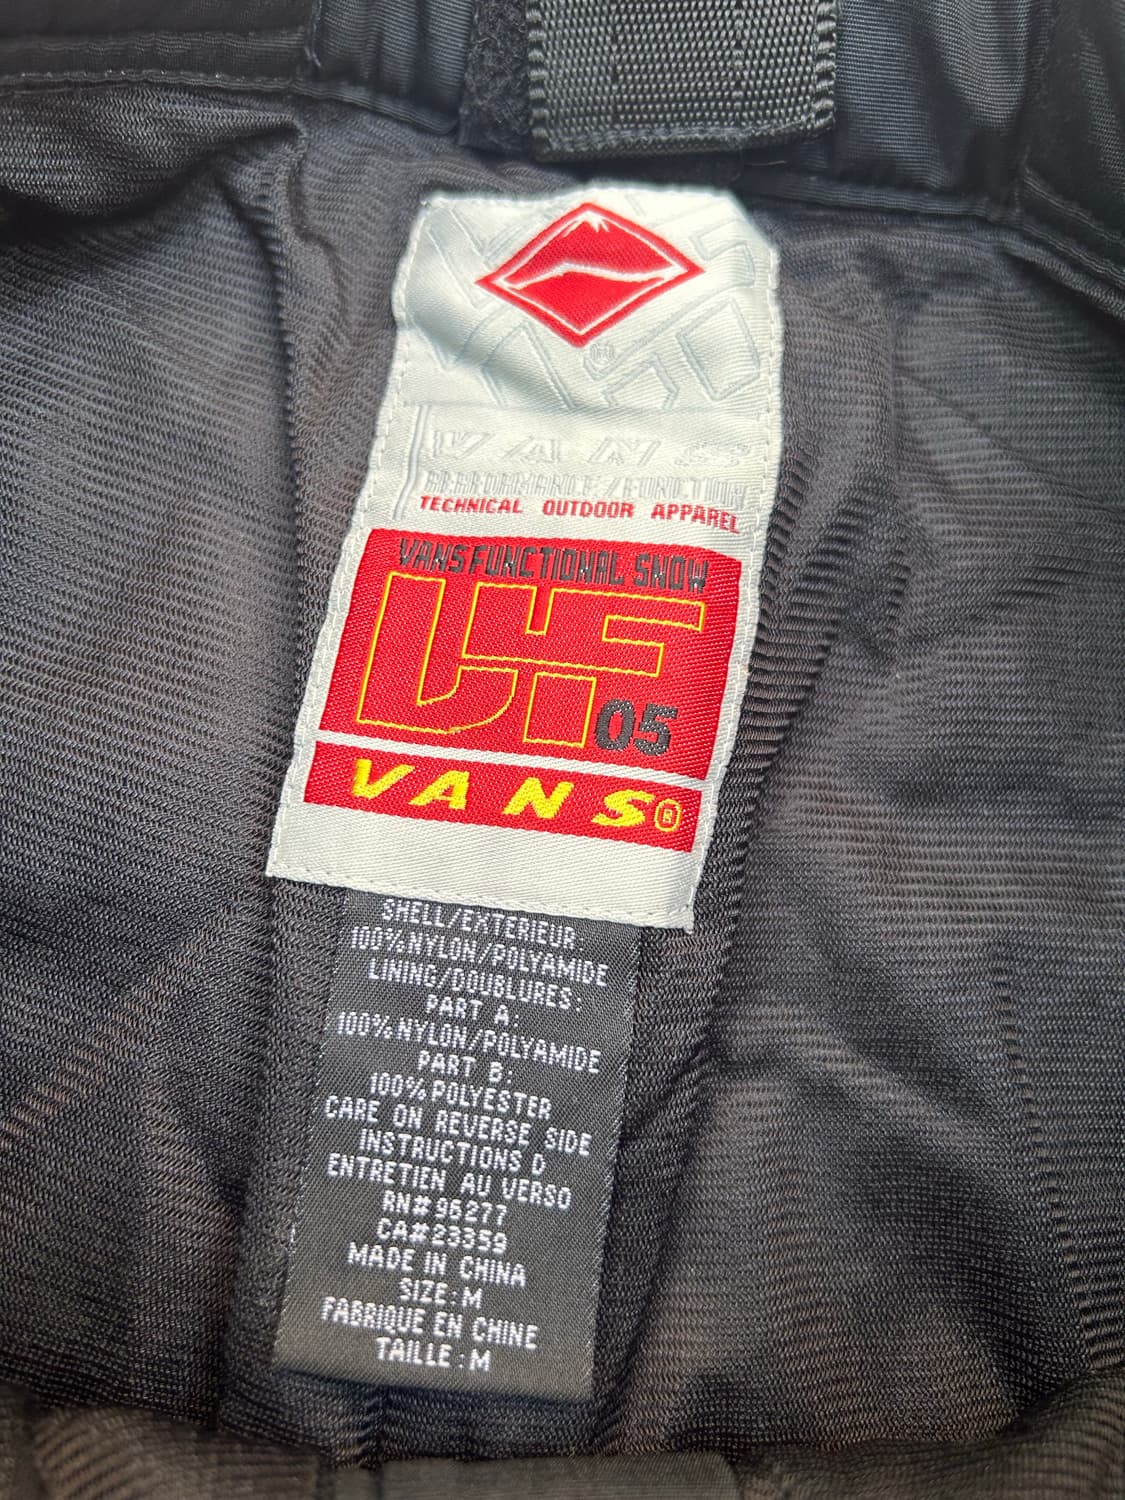 VANS
PERFORMANCE/FUNCTION
TECHNICAL OUTDOOR APPAREL
VANS FUNCTIONAL SNOW
VF
05
VANS®
SHELL/EXTERIEUR:
100%NYLON/POLYAMIDE
LINING/DOUBLURES:
PART A:
100%NYLON/POLYAMIDE
PART B:
100%POLYESTER
CARE ON REVERSE SIDE
INSTRUCTIONS D
ENTRETIEN AU VERSO
RN#96277
CA#23359
MADE IN CHINA
SIZE:M
FABRIQUE EN CHINE
TAILLE:M